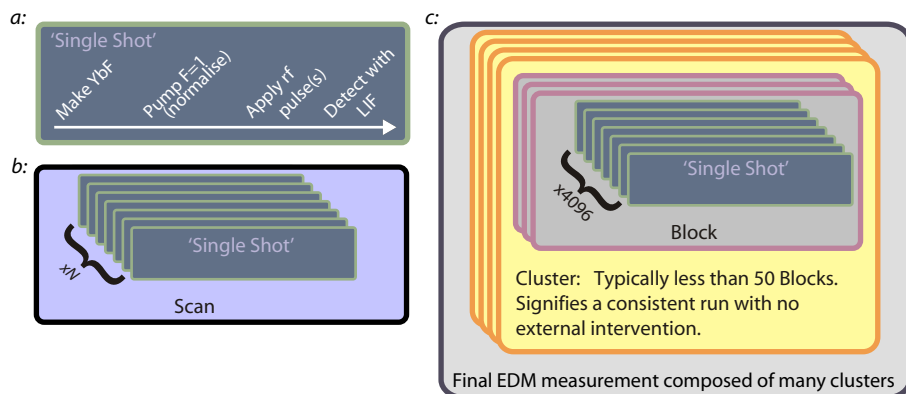 a:
'Single Shot'
Make YbF
Pump F=1
(normalise)
Apply rf
pulse(s)
Detect with
LIF
b:
'Single Shot'
xN
Scan
c:
'Single Shot'
x4096
Block
Cluster: Typically less than 50 Blocks.
Signifies a consistent run with no
external intervention.
Final EDM measurement composed of many clusters